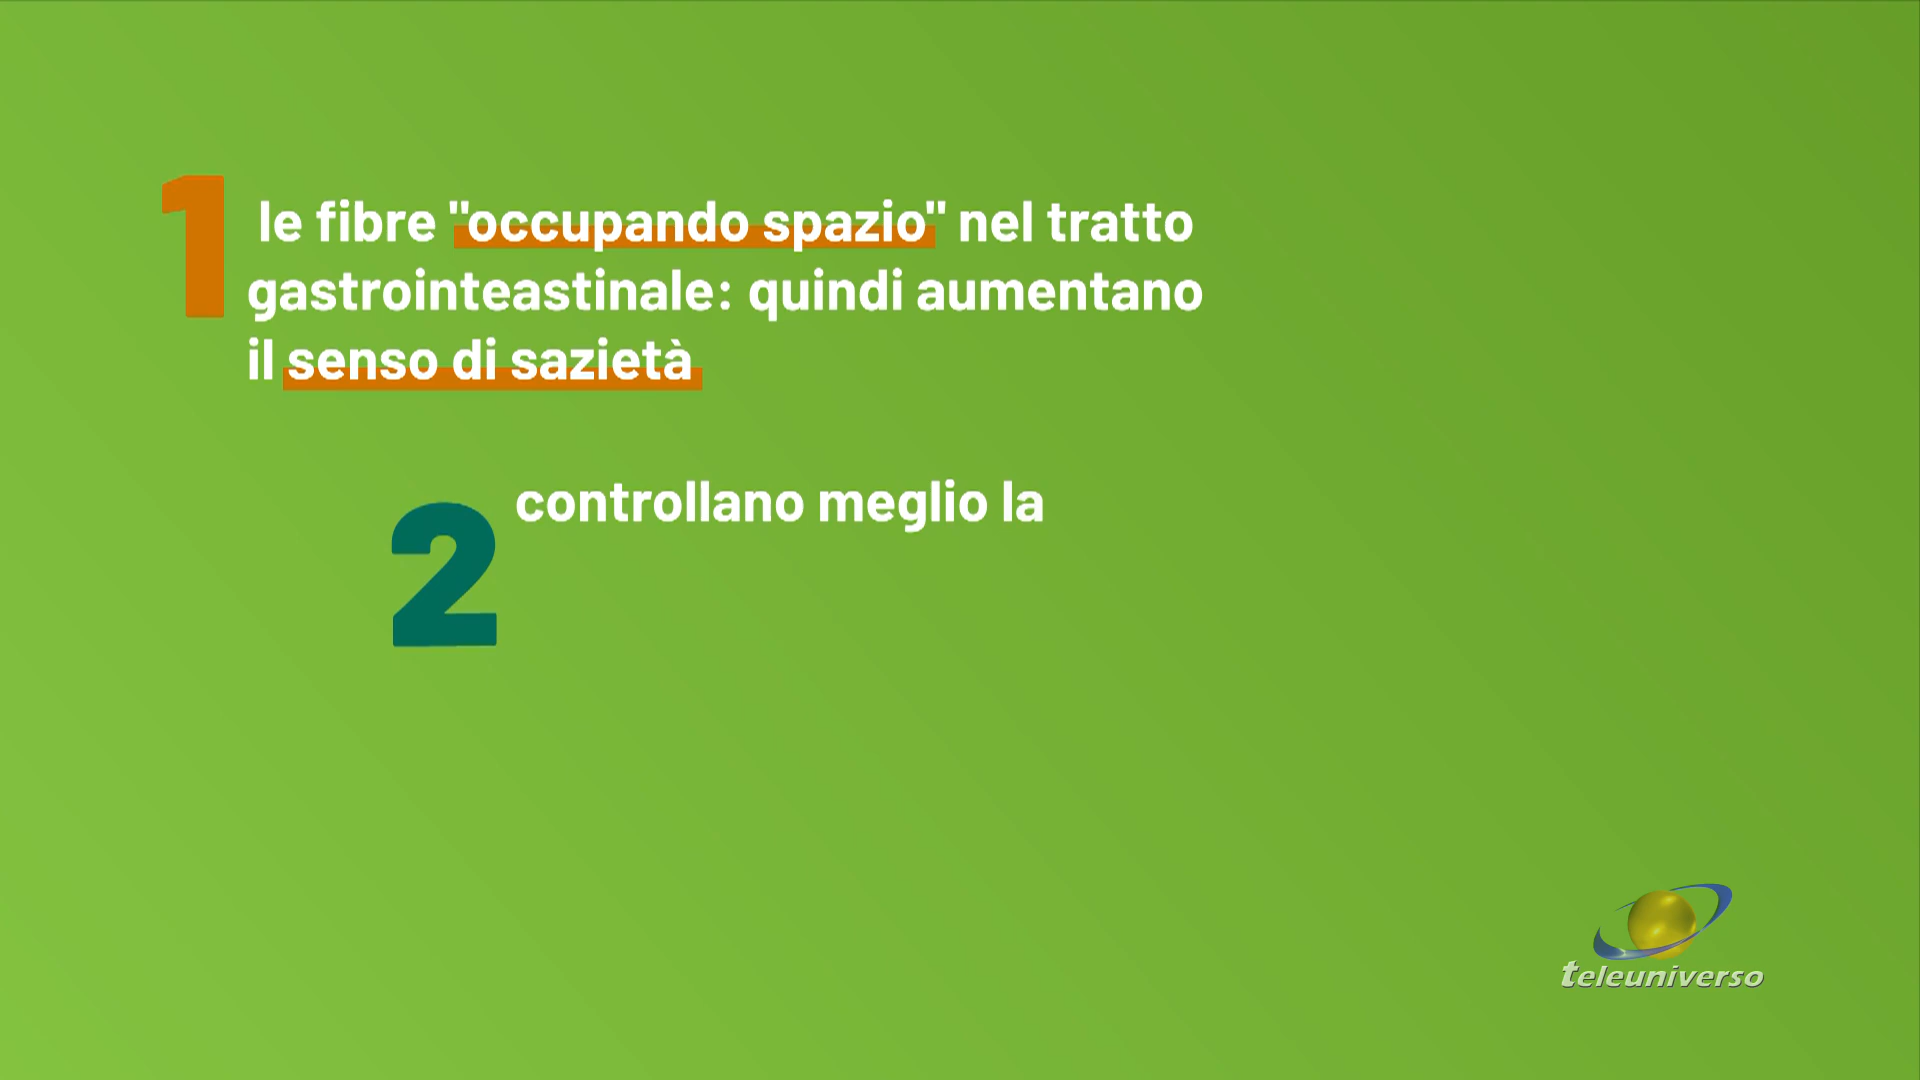 1 le fibre "occupando spazio" nel tratto
gastrointeastinale: quindi aumentano
il senso di sazietà
2 controllano meglio la
teleuniverso